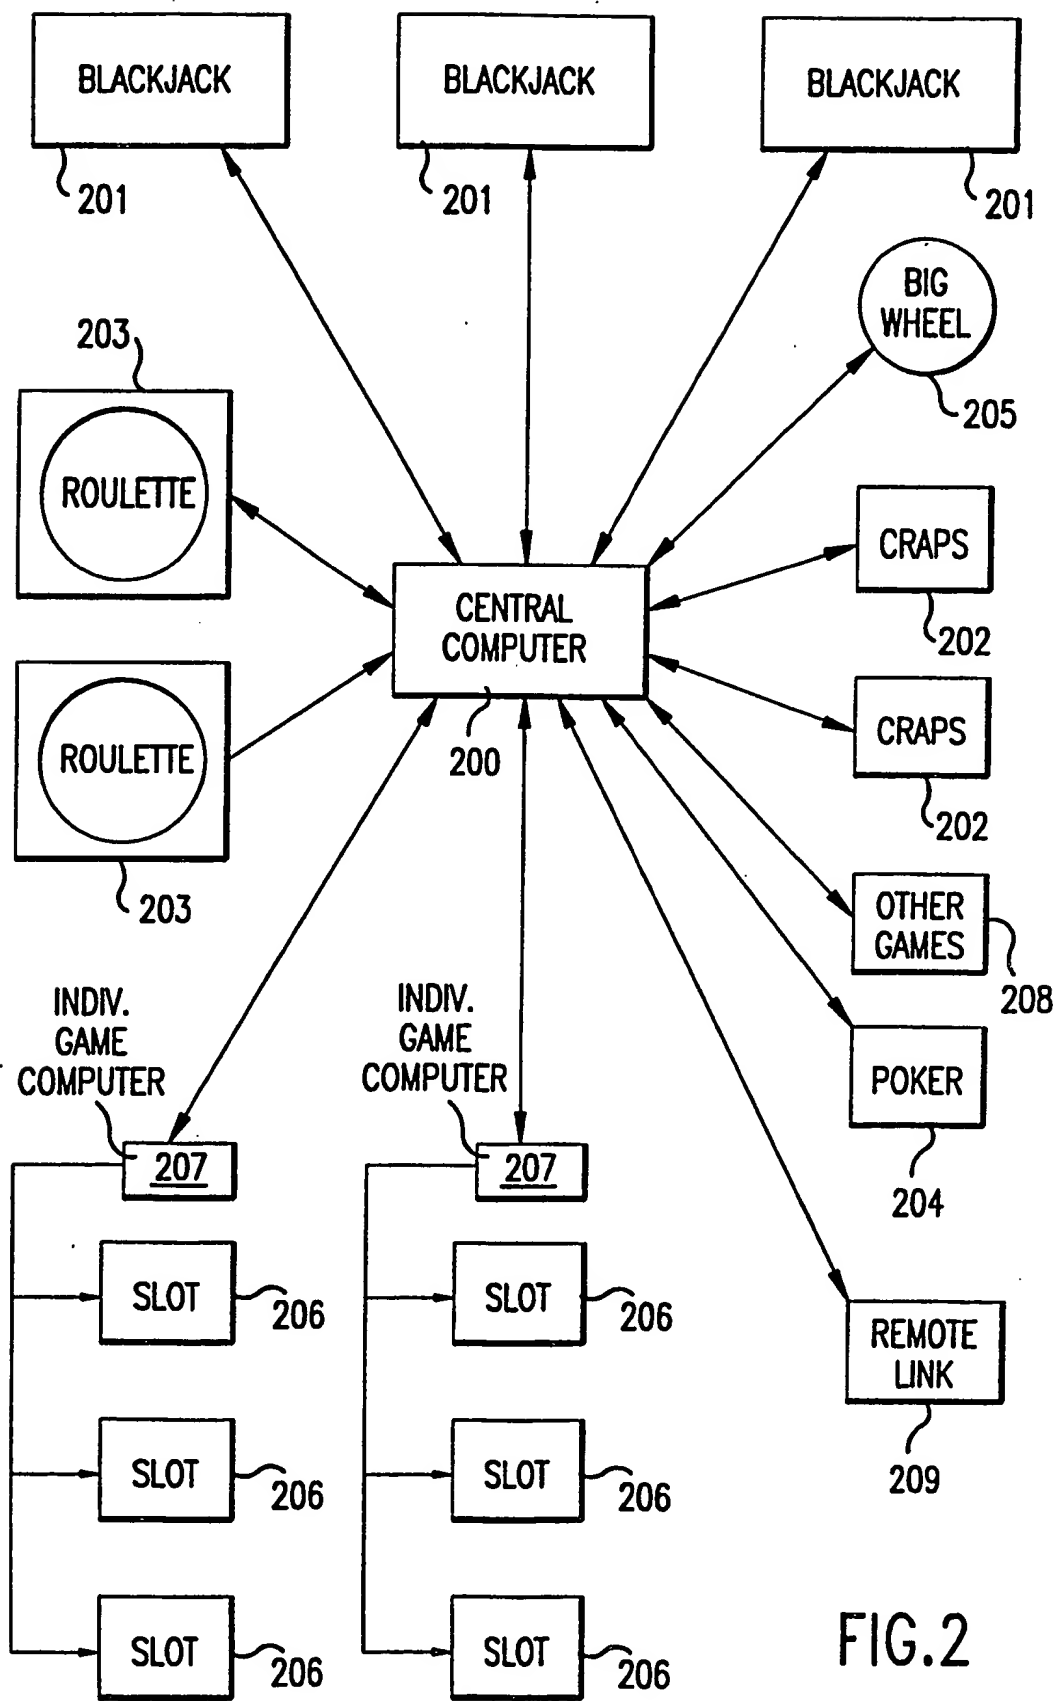 BLACKJACK
BLACKJACK
BLACKJACK
201
201
201
BIG
WHEEL
205
203
ROULETTE
CRAPS
202
CENTRAL
COMPUTER
200
ROULETTE
203
CRAPS
202
OTHER
GAMES
208
INDIV.
GAME
COMPUTER
207
INDIV.
GAME
COMPUTER
207
POKER
204
SLOT
206
SLOT
206
REMOTE
LINK
209
SLOT
206
SLOT
206
SLOT
206
SLOT
206
FIG.2